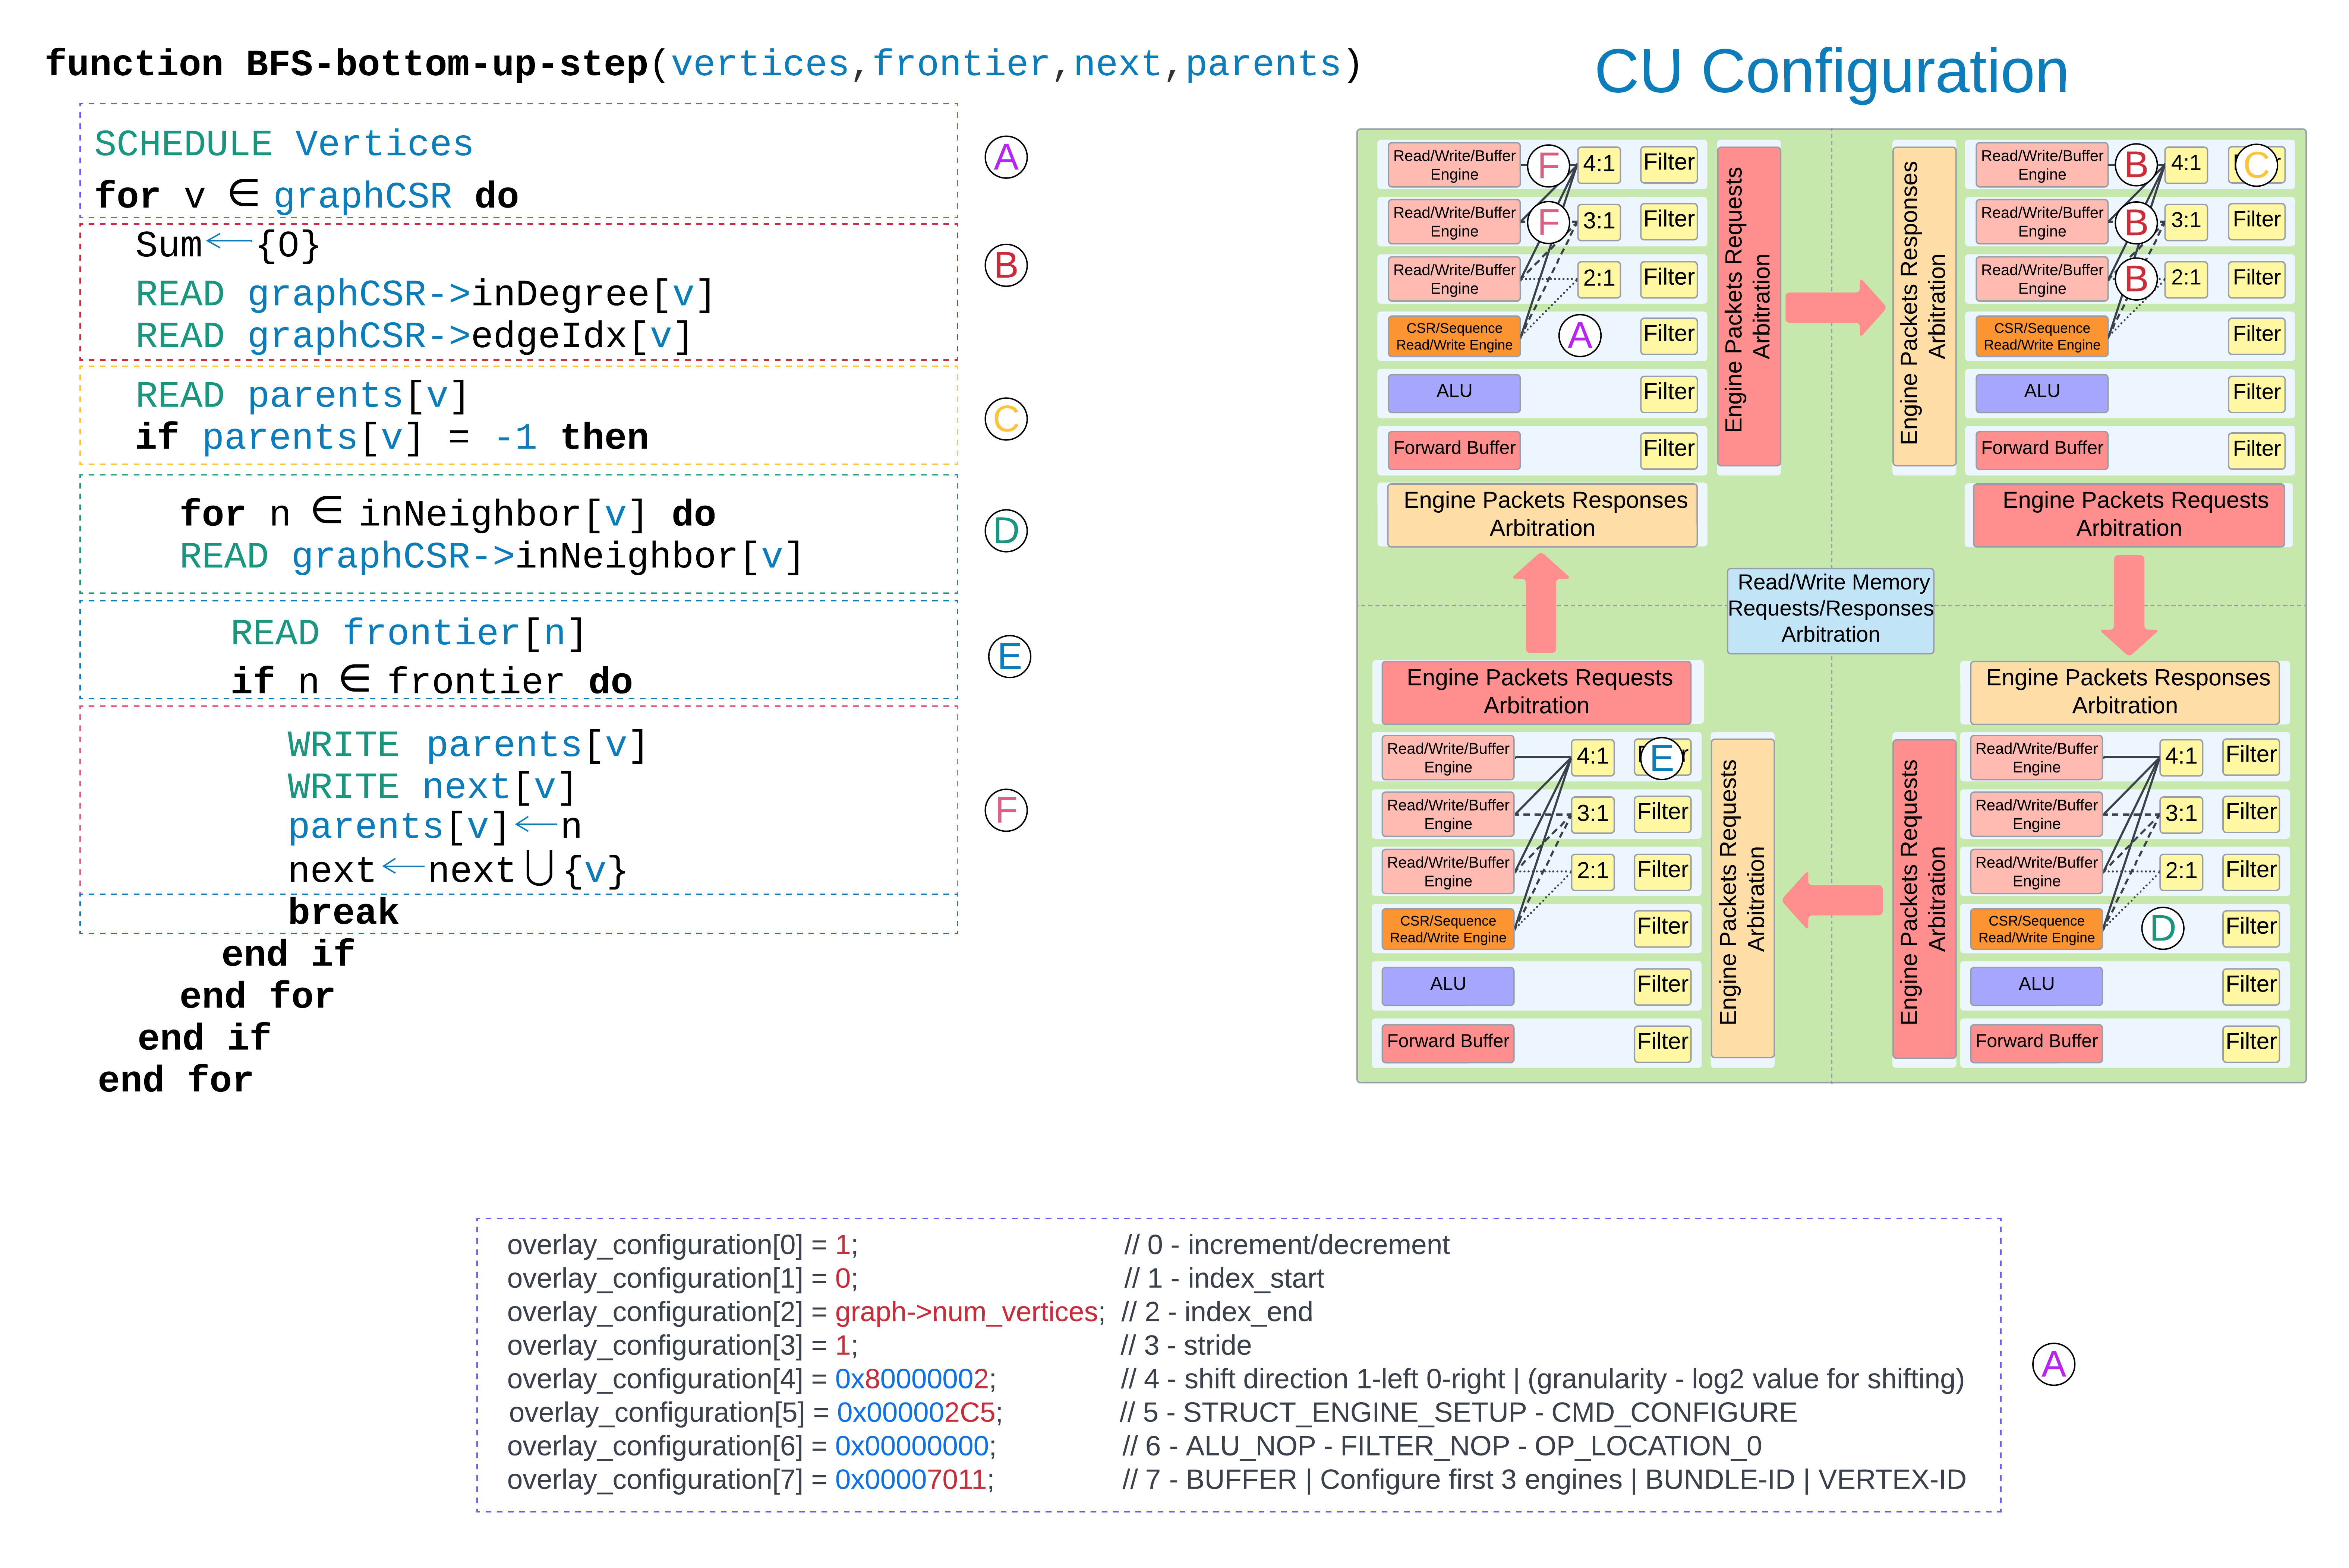 function BFS-bottom-up-step(vertices,frontier,next,parents)
SCHEDULE Vertices
for v ∈ graphCSR do
A
Sum←{O}
READ graphCSR->inDegree[v]
READ graphCSR->edgeIdx[v]
B
READ parents[v]
if parents[v] = -1 then
C
for n ∈ inNeighbor[v] do
READ graphCSR->inNeighbor[v]
D
READ frontier[n]
if n ∈ frontier do
E
WRITE parents[v]
WRITE next[v]
parents[v]←n
next←next⋃{v}
F
break
end if
end for
end if
end for
CU Configuration
Read/Write/Buffer
Engine
F
4:1
Filter
Read/Write/Buffer
Engine
F
3:1
Filter
Read/Write/Buffer
Engine
2:1
Filter
CSR/Sequence
Read/Write Engine
A
Filter
ALU
Filter
Forward Buffer
Filter
Engine Packets Requests
Arbitration
Engine Packets Responses
Arbitration
Engine Packets Responses
Arbitration
Read/Write/Buffer
Engine
B
4:1
C
Read/Write/Buffer
Engine
B
3:1
Filter
Read/Write/Buffer
Engine
B
2:1
Filter
CSR/Sequence
Read/Write Engine
Filter
ALU
Filter
Forward Buffer
Filter
Engine Packets Requests
Arbitration
Read/Write Memory
Requests/Responses
Arbitration
Engine Packets Requests
Arbitration
Read/Write/Buffer
Engine
4:1
E
Read/Write/Buffer
Engine
3:1
Filter
Read/Write/Buffer
Engine
2:1
Filter
CSR/Sequence
Read/Write Engine
Filter
ALU
Filter
Forward Buffer
Filter
Engine Packets Requests
Arbitration
Engine Packets Responses
Arbitration
Engine Packets Requests
Arbitration
Read/Write/Buffer
Engine
4:1
Filter
Read/Write/Buffer
Engine
3:1
Filter
Read/Write/Buffer
Engine
2:1
Filter
CSR/Sequence
Read/Write Engine
D
Filter
ALU
Filter
Forward Buffer
Filter
overlay_configuration[0] = 1; // 0 - increment/decrement
overlay_configuration[1] = 0; // 1 - index_start
overlay_configuration[2] = graph->num_vertices; // 2 - index_end
overlay_configuration[3] = 1; // 3 - stride
overlay_configuration[4] = 0x80000002; // 4 - shift direction 1-left 0-right | (granularity - log2 value for shifting)
overlay_configuration[5] = 0x000002C5; // 5 - STRUCT_ENGINE_SETUP - CMD_CONFIGURE
overlay_configuration[6] = 0x00000000; // 6 - ALU_NOP - FILTER_NOP - OP_LOCATION_0
overlay_configuration[7] = 0x00007011; // 7 - BUFFER | Configure first 3 engines | BUNDLE-ID | VERTEX-ID
A